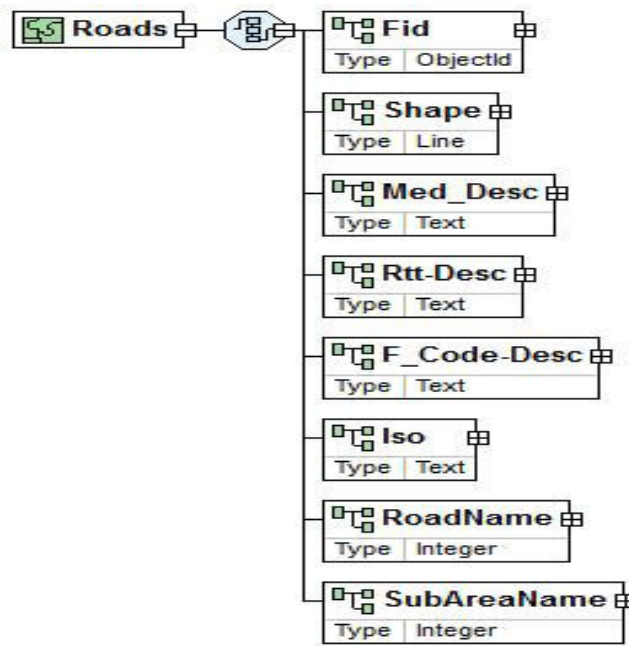 Roads
Fid
Type ObjectId
Shape
Type Line
Med_Desc
Type Text
Rtt-Desc
Type Text
F_Code-Desc
Type Text
Iso
Type Text
RoadName
Type Integer
SubAreaName
Type Integer